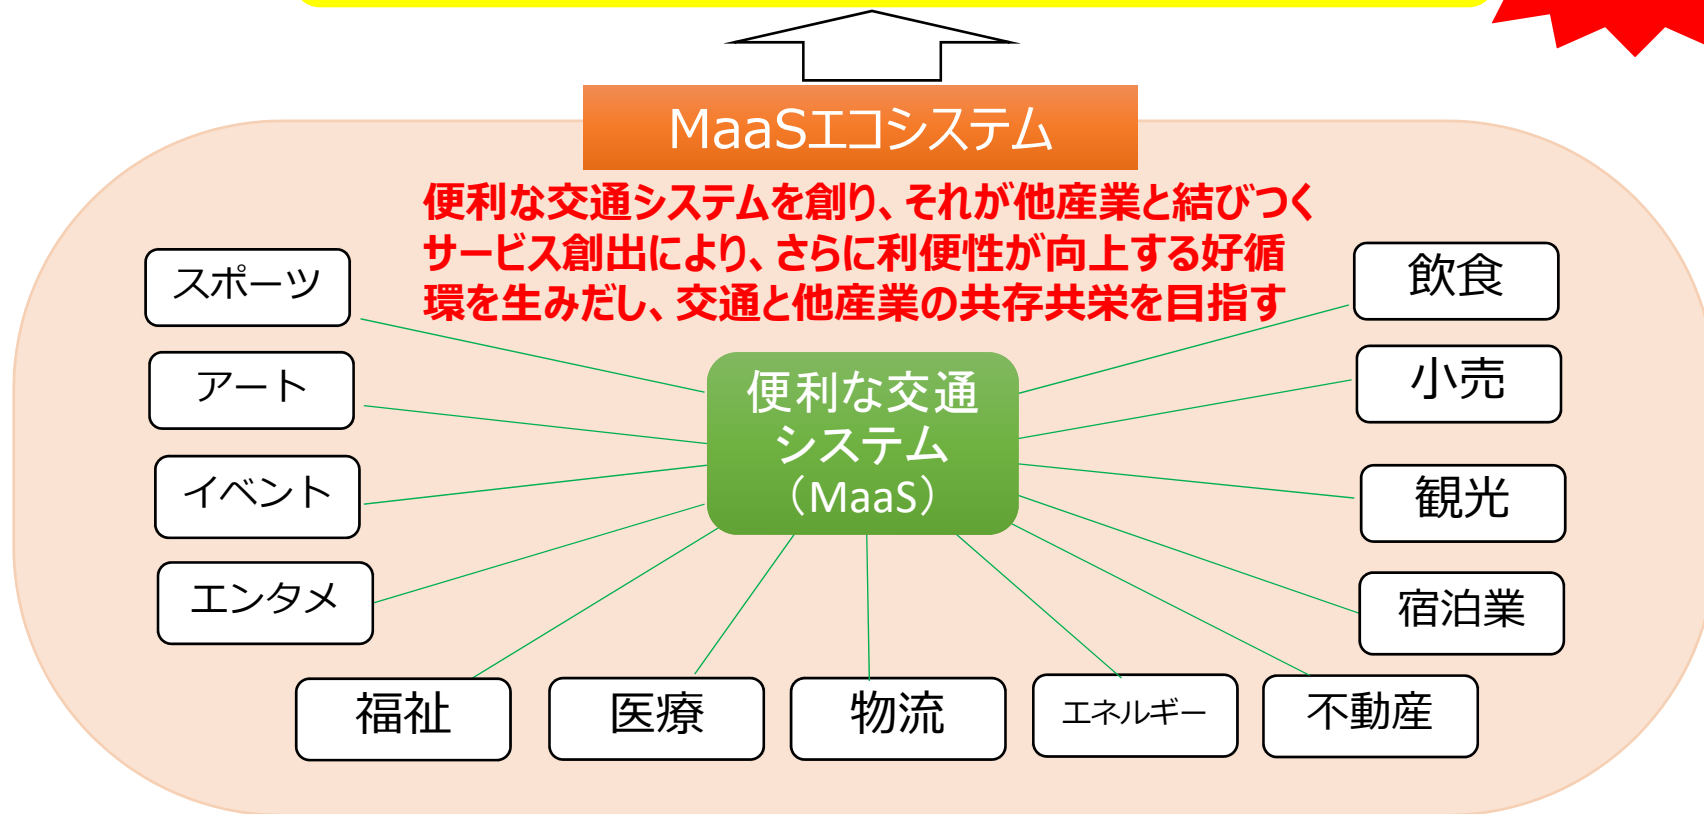 MaaSエコシステム
便利な交通システムを創り、それが他産業と結びつく
サービス創出により、さらに利便性が向上する好循
環を生みだし、交通と他産業の共存共栄を目指す
スポーツ
アート
イベント
エンタメ
便利な交通
システム
（MaaS）
飲食
小売
観光
宿泊業
福祉
医療
物流
エネルギー
不動産